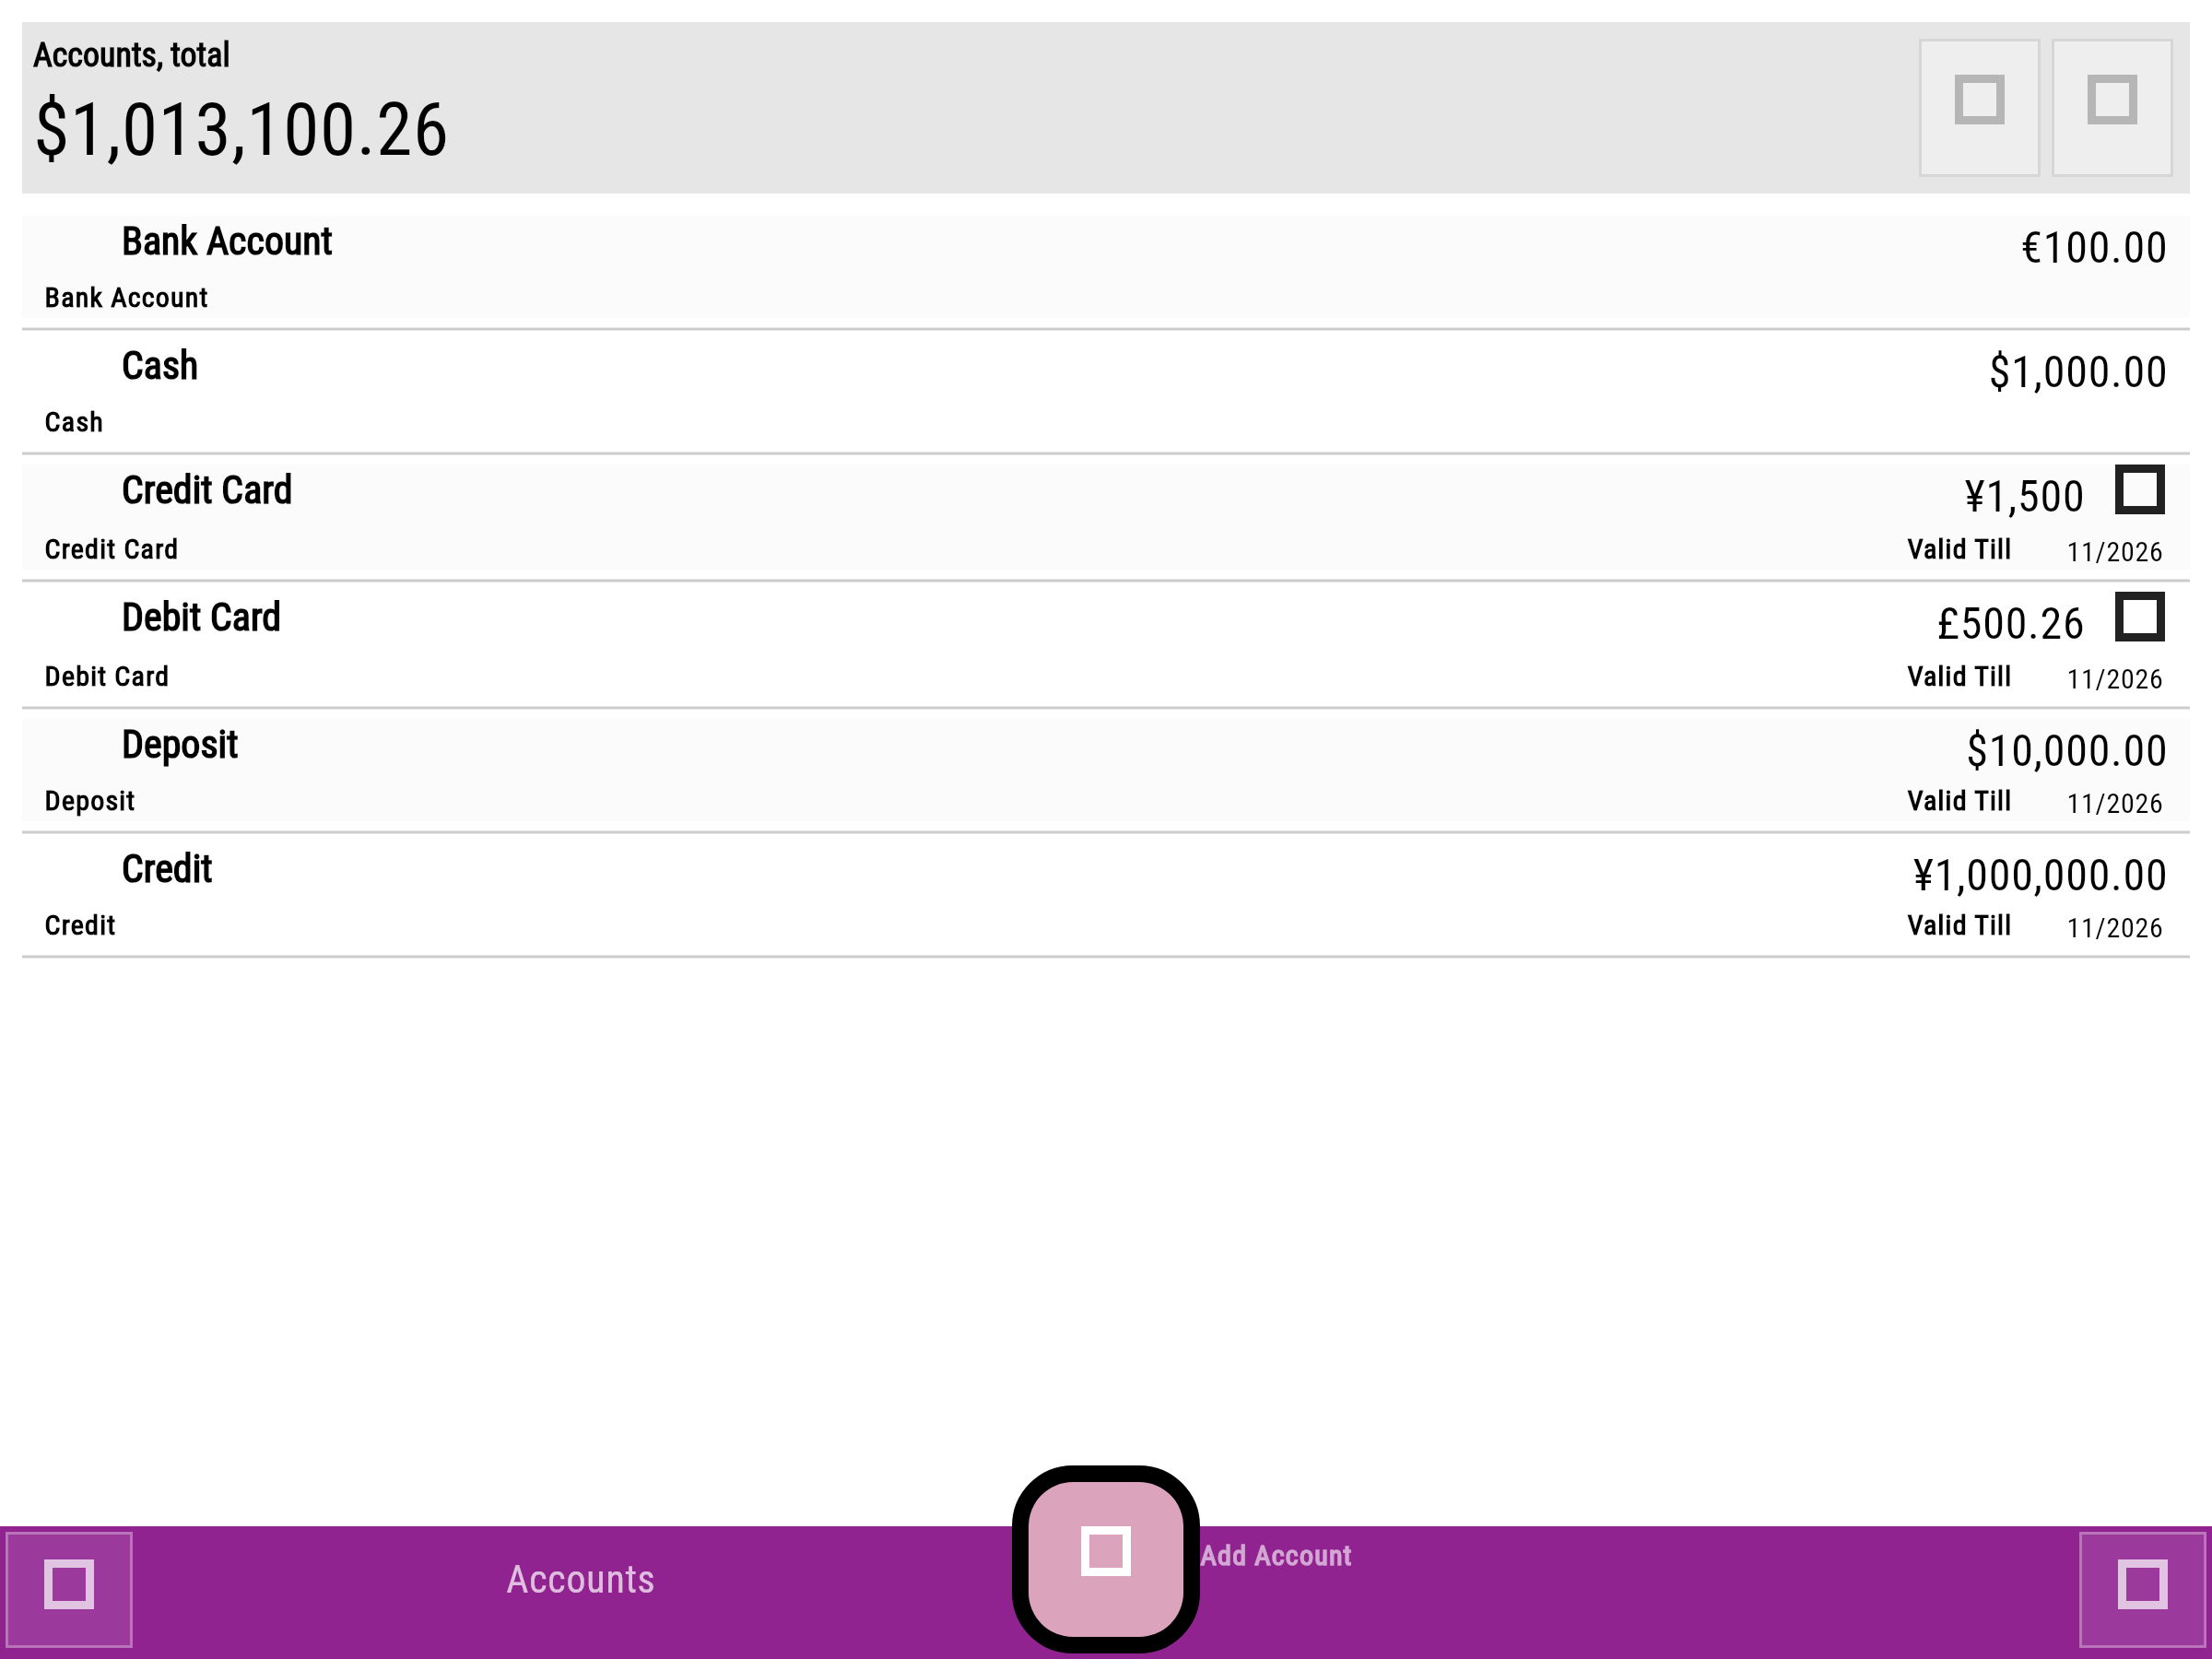 Accounts, total
$1,013,100.26
Bank Account
€100.00
Bank Account
Cash
$1,000.00
Cash
Credit Card
¥1,500
Credit Card
Valid Till 11/2026
Debit Card
£500.26
Debit Card
Valid Till 11/2026
Deposit
$10,000.00
Deposit
Valid Till 11/2026
Credit
¥1,000,000.00
Credit
Valid Till 11/2026
Accounts
Add Account